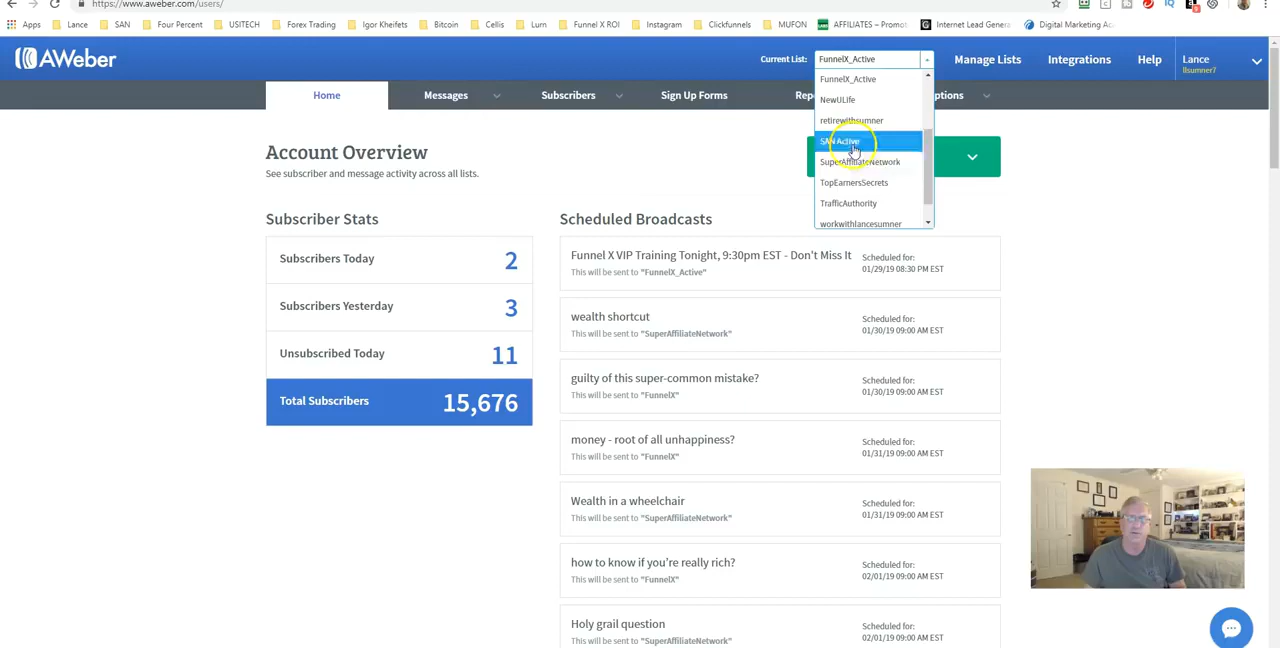 https://www.aweber.com/users/
Apps Lance SAN Four Percent USITECH Forex Trading Igor Kheifets Bitcoin Cellis Lurn Funnel X ROI Instagram Clickfunnels MUFON AFFILIATES – Promot Internet Lead Genera Digital Marketing Ac
AWeber
Current List: FunnelX_Active
Manage Lists Integrations Help Lance
llsumner7
Home Messages Subscribers Sign Up Forms Rep ptions
FunnelX_Active
NewULife
retirewithsumner
SAN Active
SuperAffiliateNetwork
TopEarnersSecrets
TrafficAuthority
workwithlancesumner
Account Overview
See subscriber and message activity across all lists.
Subscriber Stats
Subscribers Today 2
Subscribers Yesterday 3
Unsubscribed Today 11
Total Subscribers 15,676
Scheduled Broadcasts
Funnel X VIP Training Tonight, 9:30pm EST - Don't Miss It
This will be sent to "FunnelX_Active"
Scheduled for:
01/29/19 08:30 PM EST
wealth shortcut
This will be sent to "SuperAffiliateNetwork"
Scheduled for:
01/30/19 09:00 AM EST
guilty of this super-common mistake?
This will be sent to "FunnelX"
Scheduled for:
01/30/19 09:00 AM EST
money - root of all unhappiness?
This will be sent to "FunnelX"
Scheduled for:
01/31/19 09:00 AM EST
Wealth in a wheelchair
This will be sent to "SuperAffiliateNetwork"
Scheduled for:
01/31/19 09:00 AM EST
how to know if you're really rich?
This will be sent to "FunnelX"
Scheduled for:
02/01/19 09:00 AM EST
Holy grail question
This will be sent to "SuperAffiliateNetwork"
Scheduled for:
02/01/19 09:00 AM EST